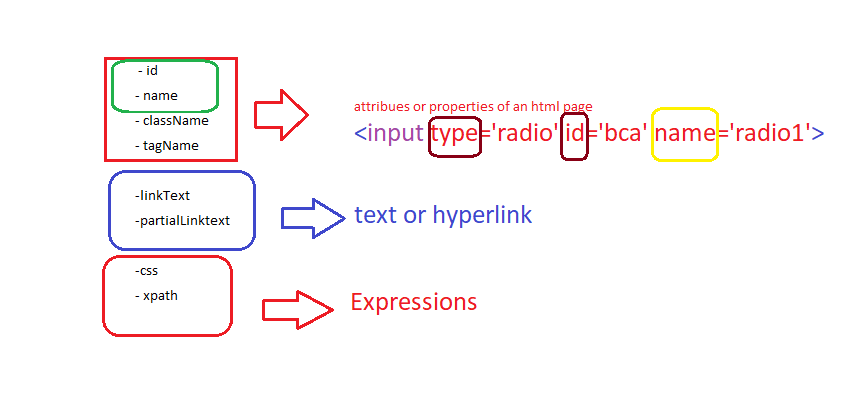 - id
- name
- className
- tagName
attribues or properties of an html page
<input type='radio' id='bca' name='radio1'>
-linkText
-partialLinktext
text or hyperlink
-css
- xpath
Expressions